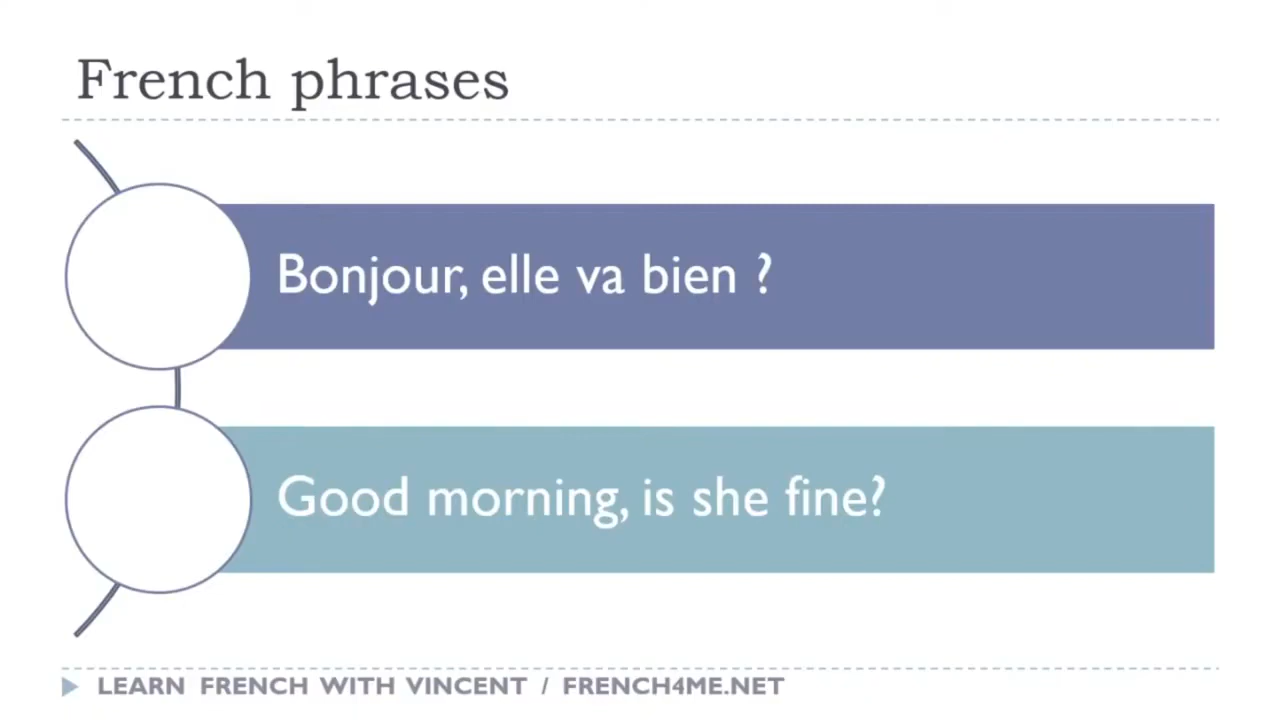 French phrases
Bonjour, elle va bien ?
Good morning, is she fine?
LEARN FRENCH WITH VINCENT / FRENCH4ME.NET